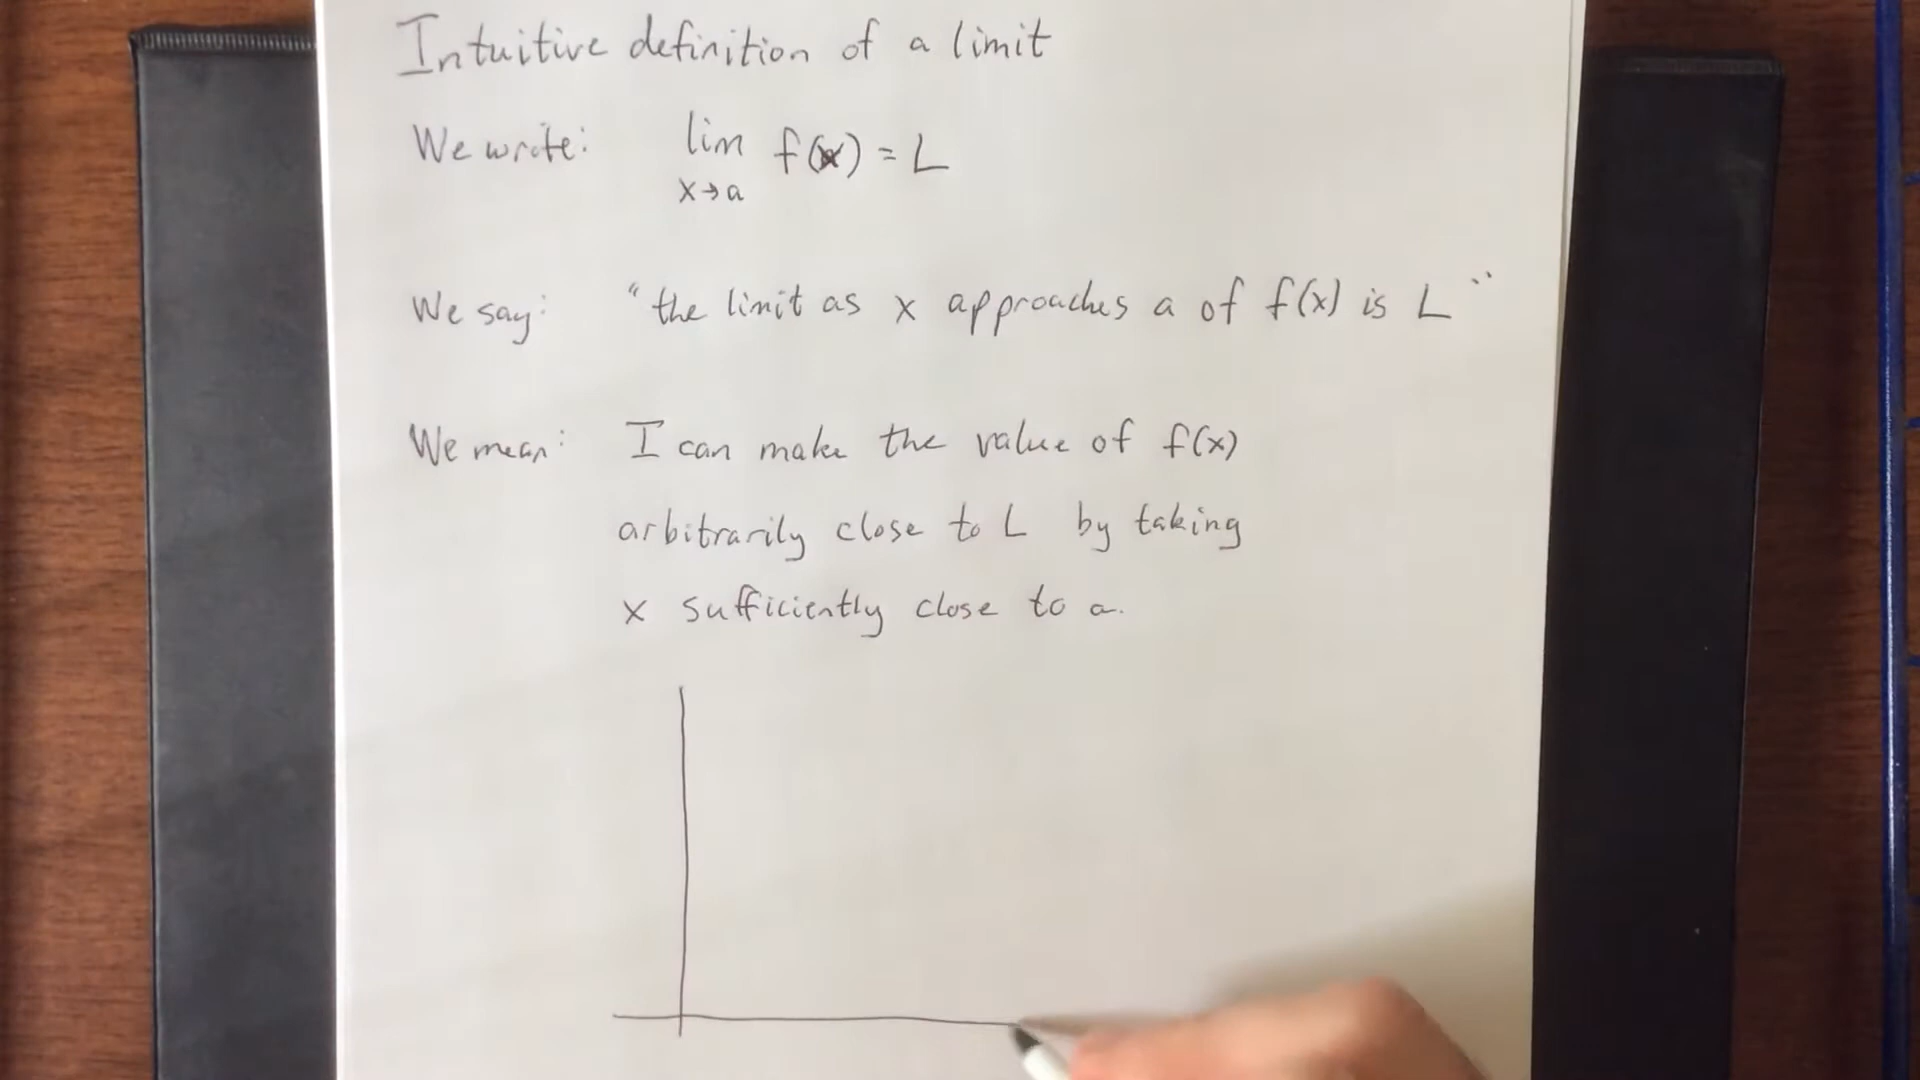 Intuitive definition of a limit
We write: lim f(x) = L
x→a
We say: "the limit as x approaches a of f(x) is L"
We mean: I can make the value of f(x)
arbitrarily close to L by taking
x sufficiently close to a.